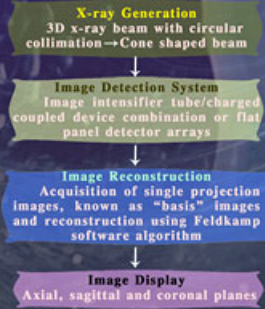 X-ray Generation
3D x-ray beam with circular
collimation→Cone shaped beam
Image Detection System
Image intensifier tube/charged
coupled device combination or flat
panel detector arrays
Image Reconstruction
Acquisition of single projection
images, known as "basis" images
and reconstruction using Feldkamp
software algorithm
Image Display
Axial, sagittal and coronal planes